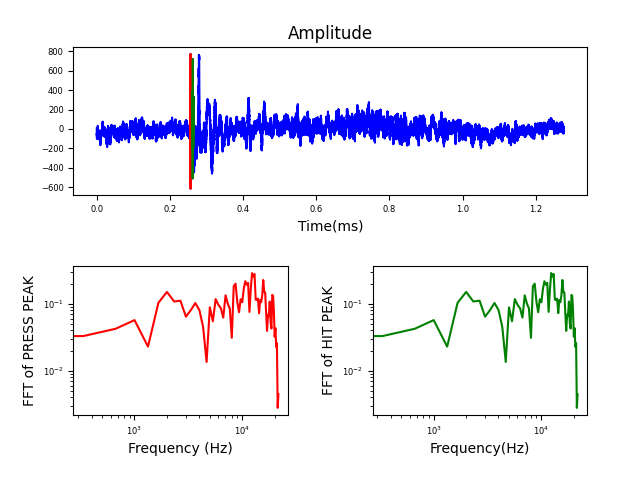 Amplitude
800
600
400
200
0
−200
−400
−600
0.0 0.2 0.4 0.6 0.8 1.0 1.2
Time(ms)
FFT of PRESS PEAK
10⁻¹
10⁻²
10³ 10⁴
Frequency (Hz)
FFT of HIT PEAK
10⁻¹
10⁻²
10³ 10⁴
Frequency(Hz)